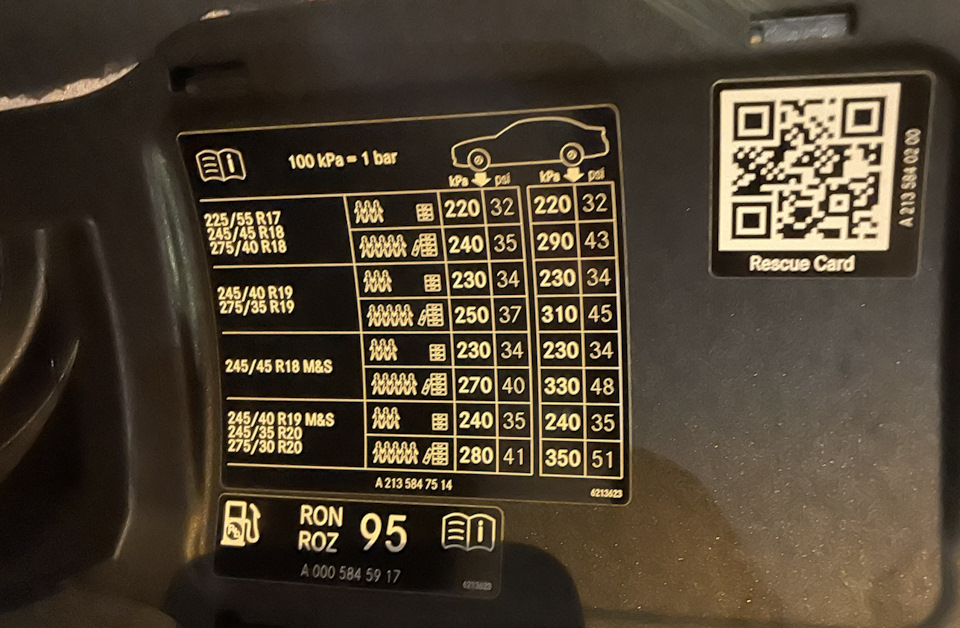 100 kPa = 1 bar
kPa psi kPa psi
225/55 R17
245/45 R18
275/40 R18
220 32 220 32
240 35 290 43
245/40 R19
275/35 R19
230 34 230 34
250 37 310 45
245/45 R18 M&S
230 34 230 34
270 40 330 48
245/40 R19 M&S
245/35 R20
275/30 R20
240 35 240 35
280 41 350 51
A 213 584 75 14
6213623
Rescue Card
A 213 584 02 00
Pb
RON
ROZ
95
A 000 584 59 17
6213623